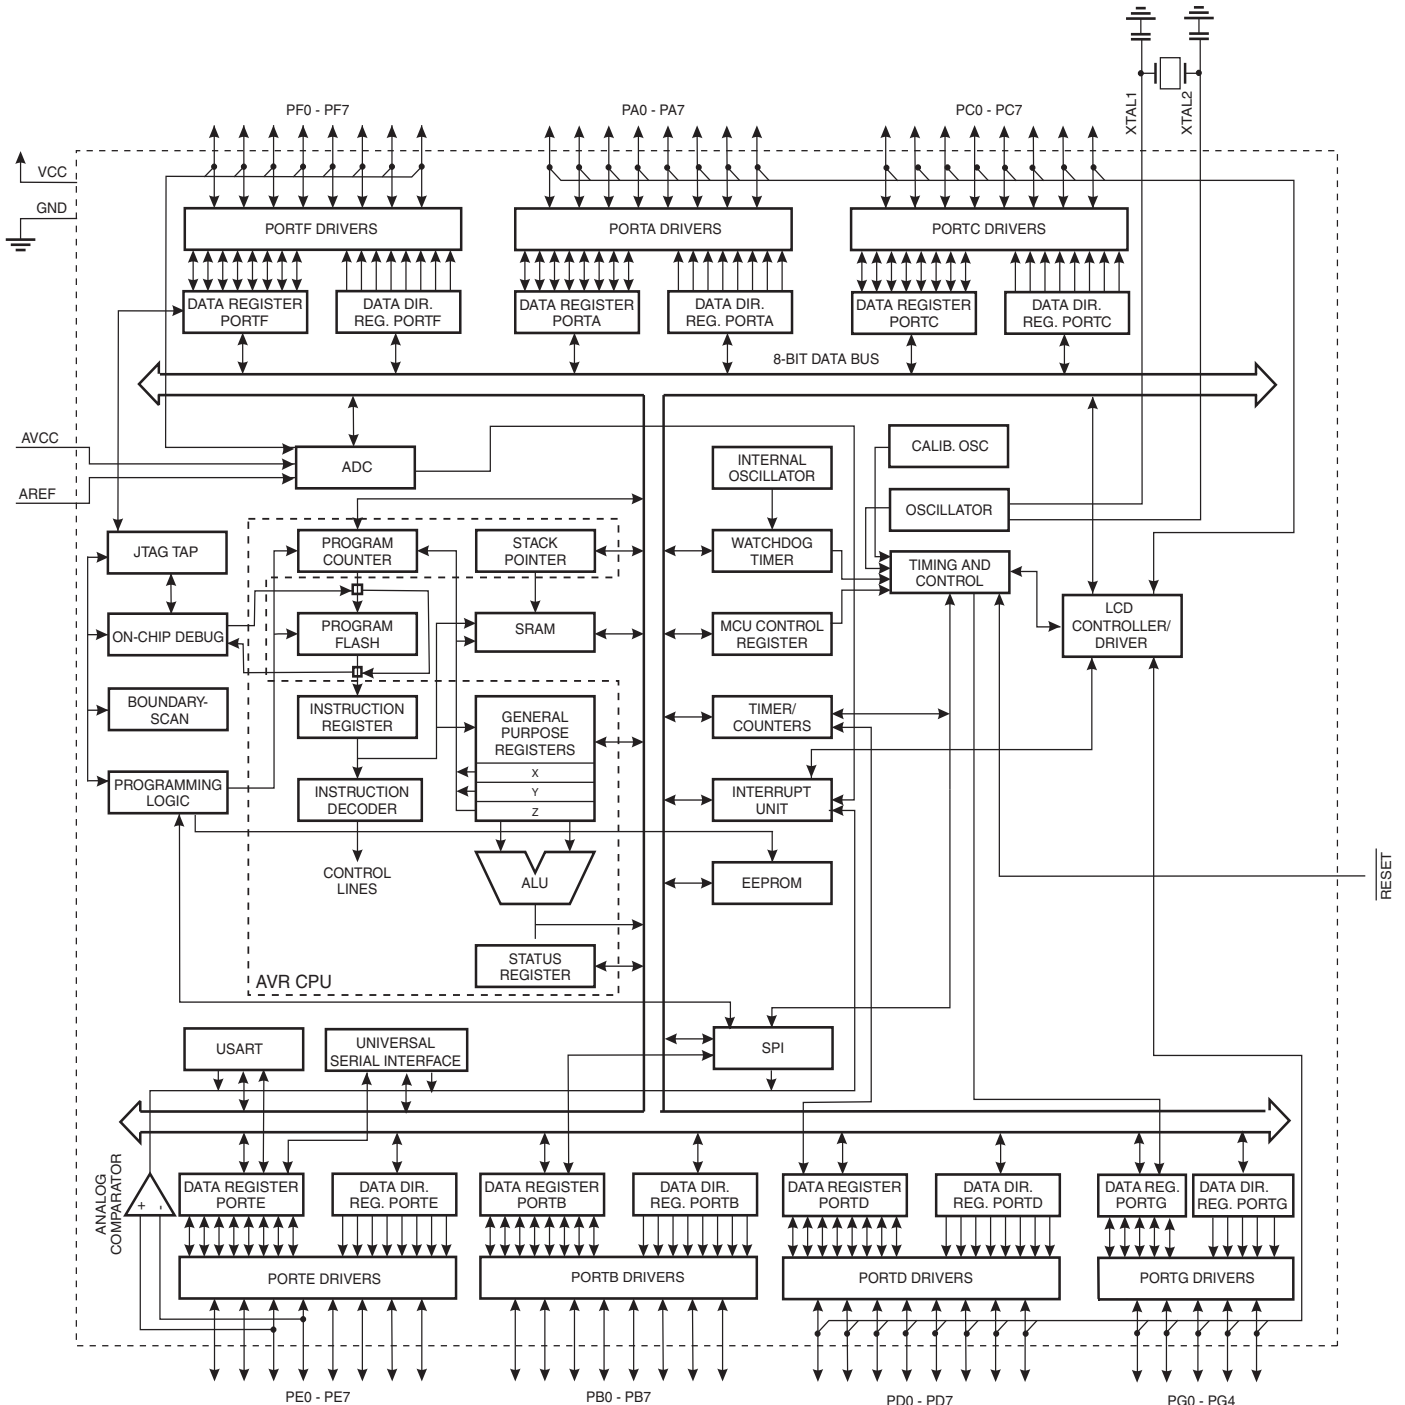 XTAL1
XTAL2
PF0 - PF7
PA0 - PA7
PC0 - PC7
VCC
GND
PORTF DRIVERS
PORTA DRIVERS
PORTC DRIVERS
DATA REGISTER
PORTF
DATA DIR.
REG. PORTF
DATA REGISTER
PORTA
DATA DIR.
REG. PORTA
DATA REGISTER
PORTC
DATA DIR.
REG. PORTC
8-BIT DATA BUS
AVCC
AREF
ADC
INTERNAL
OSCILLATOR
CALIB. OSC
OSCILLATOR
JTAG TAP
PROGRAM
COUNTER
STACK
POINTER
WATCHDOG
TIMER
TIMING AND
CONTROL
LCD
CONTROLLER/
DRIVER
ON-CHIP DEBUG
PROGRAM
FLASH
SRAM
MCU CONTROL
REGISTER
BOUNDARY-
SCAN
INSTRUCTION
REGISTER
GENERAL
PURPOSE
REGISTERS
X
Y
Z
TIMER/
COUNTERS
PROGRAMMING
LOGIC
INSTRUCTION
DECODER
INTERRUPT
UNIT
CONTROL
LINES
ALU
EEPROM
RESET
STATUS
REGISTER
AVR CPU
USART
UNIVERSAL
SERIAL INTERFACE
SPI
ANALOG
COMPARATOR
+
-
DATA REGISTER
PORTE
DATA DIR.
REG. PORTE
DATA REGISTER
PORTB
DATA DIR.
REG. PORTB
DATA REGISTER
PORTD
DATA DIR.
REG. PORTD
DATA REG.
PORTG
DATA DIR.
REG. PORTG
PORTE DRIVERS
PORTB DRIVERS
PORTD DRIVERS
PORTG DRIVERS
PE0 - PE7
PB0 - PB7
PD0 - PD7
PG0 - PG4